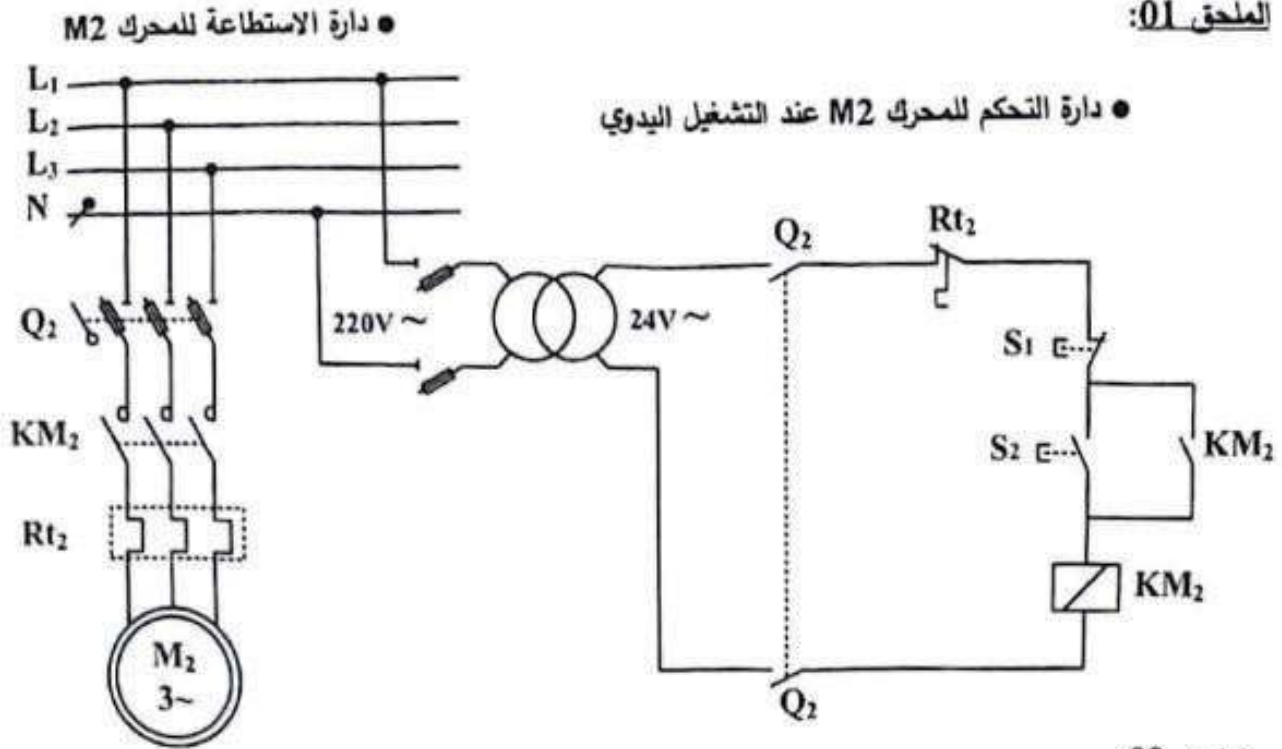 الملحق 01:
• دارة الاستطاعة للمحرك M2
• دارة التحكم للمحرك M2 عند التشغيل اليدوي
L1
L2
L3
N
Q2
Rt2
Q2
220V ~
24V ~
S1
KM2
S2
KM2
Rt2
KM2
M2
3~
Q2